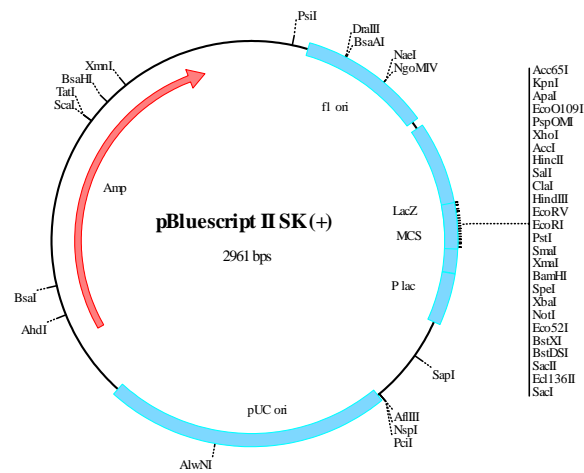 PsiI
DraIII
BsaAI
NaeI
NgoMIV
XmnI
BsaHI
TatI
ScaI
f1 ori
Amp
pBluescript II SK(+)
2961 bps
LacZ
MCS
P lac
BsaI
AhdI
SapI
pUC ori
AflIII
NspI
PciI
AlwNI
Acc65I
KpnI
ApaI
EcoO109I
PspOMI
XhoI
AccI
HincII
SalI
ClaI
HindIII
EcoRV
EcoRI
PstI
SmaI
XmaI
BamHI
SpeI
XbaI
NotI
Eco52I
BstXI
BstDSI
SacII
Ecl136II
SacI